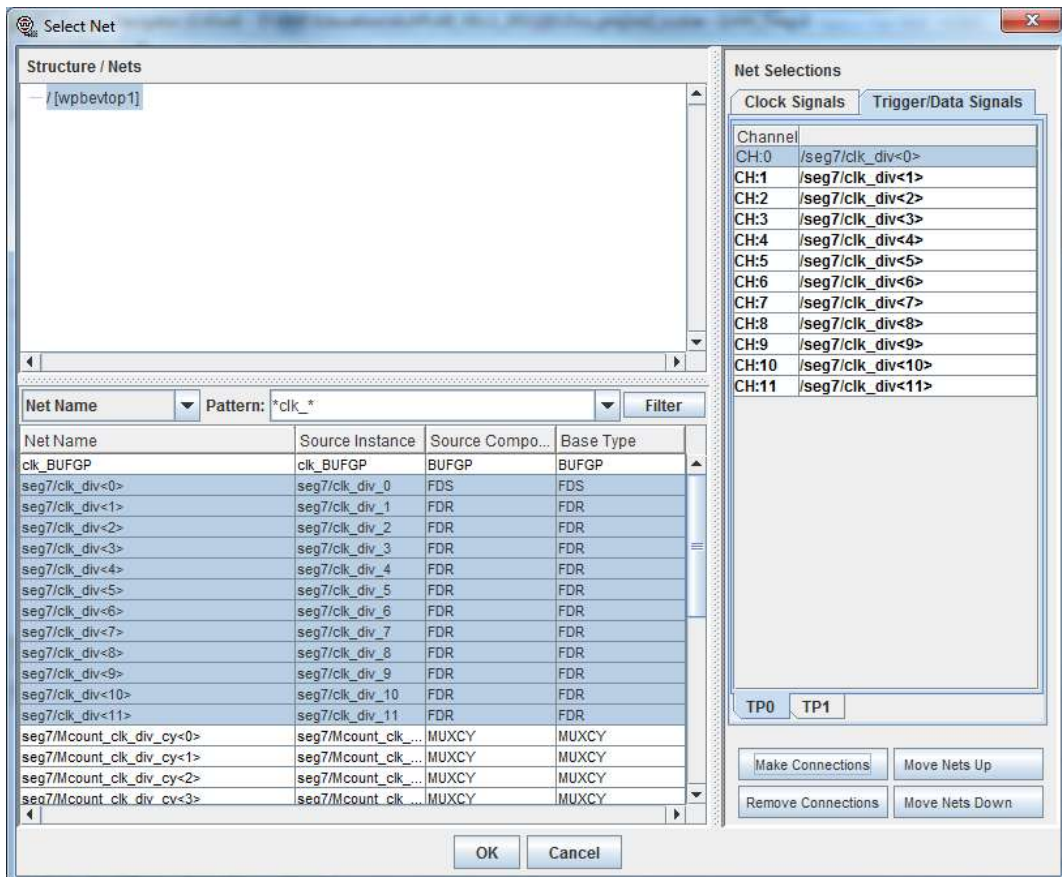 Select Net
Structure / Nets
/ [wpbevtop1]
Net Name Pattern: *clk_* Filter
Net Name Source Instance Source Compo... Base Type
clk_BUFGP clk_BUFGP BUFGP BUFGP
seg7/clk_div<0> seg7/clk_div_0 FDS FDS
seg7/clk_div<1> seg7/clk_div_1 FDR FDR
seg7/clk_div<2> seg7/clk_div_2 FDR FDR
seg7/clk_div<3> seg7/clk_div_3 FDR FDR
seg7/clk_div<4> seg7/clk_div_4 FDR FDR
seg7/clk_div<5> seg7/clk_div_5 FDR FDR
seg7/clk_div<6> seg7/clk_div_6 FDR FDR
seg7/clk_div<7> seg7/clk_div_7 FDR FDR
seg7/clk_div<8> seg7/clk_div_8 FDR FDR
seg7/clk_div<9> seg7/clk_div_9 FDR FDR
seg7/clk_div<10> seg7/clk_div_10 FDR FDR
seg7/clk_div<11> seg7/clk_div_11 FDR FDR
seg7/Mcount_clk_div_cy<0> seg7/Mcount_clk_... MUXCY MUXCY
seg7/Mcount_clk_div_cy<1> seg7/Mcount_clk_... MUXCY MUXCY
seg7/Mcount_clk_div_cy<2> seg7/Mcount_clk_... MUXCY MUXCY
seg7/Mcount_clk_div_cy<3> seg7/Mcount_clk_... MUXCY MUXCY
Net Selections
Clock Signals Trigger/Data Signals
Channel
CH:0 /seg7/clk_div<0>
CH:1 /seg7/clk_div<1>
CH:2 /seg7/clk_div<2>
CH:3 /seg7/clk_div<3>
CH:4 /seg7/clk_div<4>
CH:5 /seg7/clk_div<5>
CH:6 /seg7/clk_div<6>
CH:7 /seg7/clk_div<7>
CH:8 /seg7/clk_div<8>
CH:9 /seg7/clk_div<9>
CH:10 /seg7/clk_div<10>
CH:11 /seg7/clk_div<11>
TP0 TP1
Make Connections Move Nets Up
Remove Connections Move Nets Down
OK Cancel